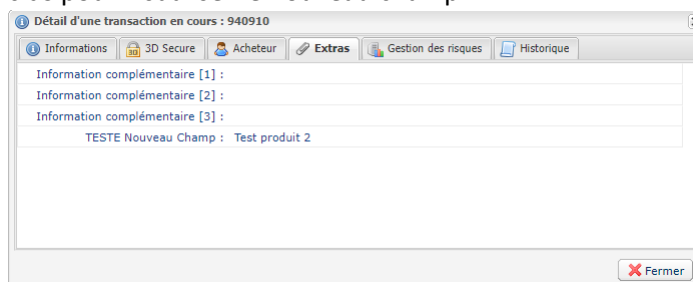 Détail d'une transaction en cours : 940910
Informations 3D Secure Acheteur Extras Gestion des risques Historique
Information complémentaire [1] :
Information complémentaire [2] :
Information complémentaire [3] :
TESTE Nouveau Champ : Test produit 2
Fermer